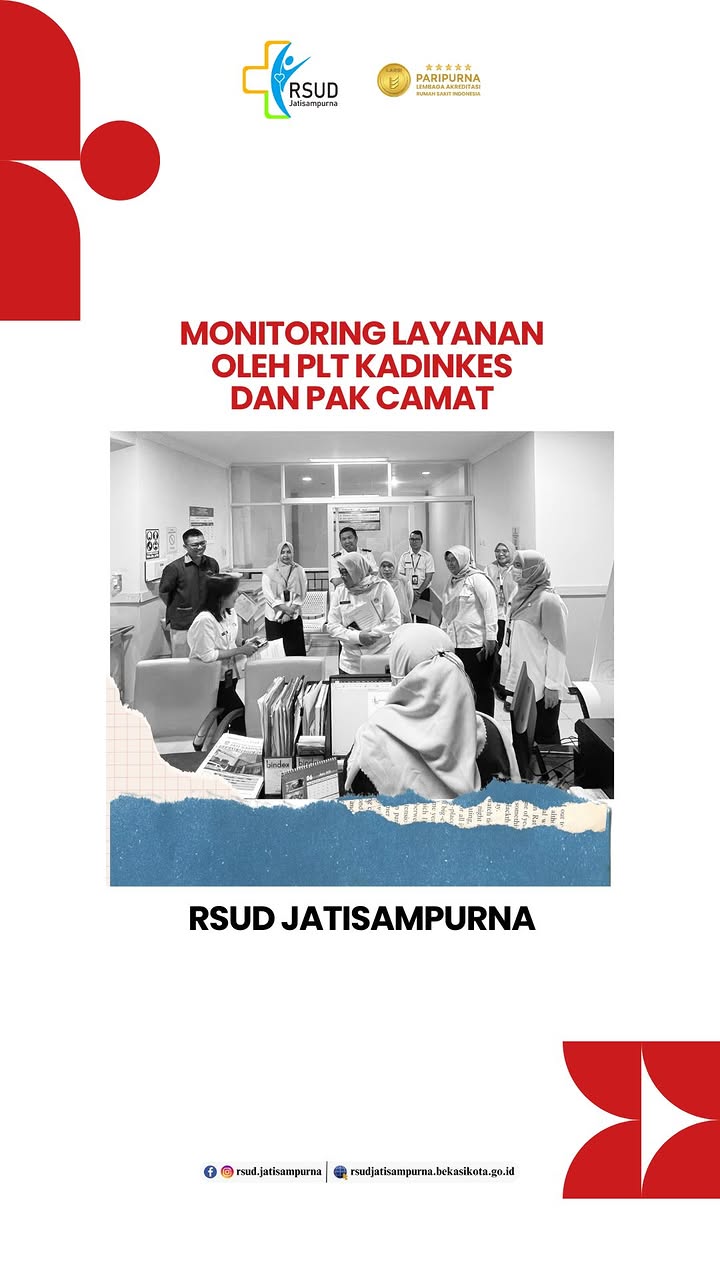 RSUD
Jatisampurna
LARSI
PARIPURNA
LEMBAGA AKREDITASI
RUMAH SAKIT INDONESIA
MONITORING LAYANAN
OLEH PLT KADINKES
DAN PAK CAMAT
bindex
06
RSUD JATISAMPURNA
rsud.jatisampurna
rsudjatisampurna.bekasikota.go.id